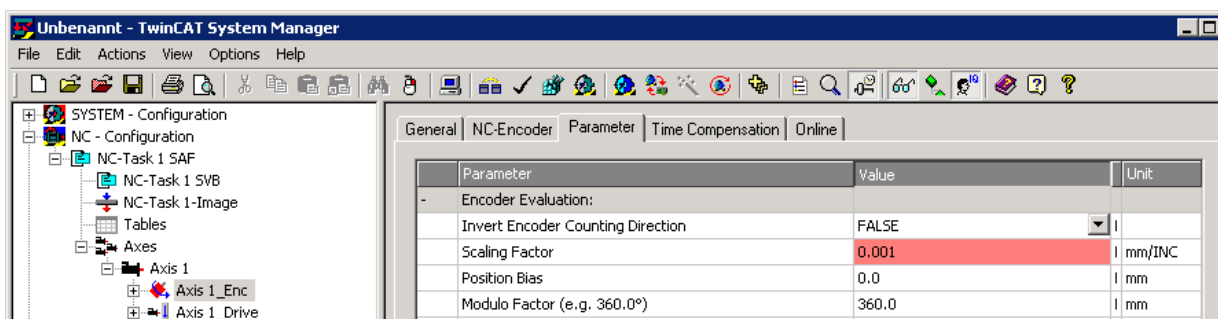 Unbenannt - TwinCAT System Manager
File Edit Actions View Options Help
SYSTEM - Configuration
NC - Configuration
NC-Task 1 SAF
NC-Task 1 SVB
NC-Task 1-Image
Tables
Axes
Axis 1
Axis 1_Enc
Axis 1_Drive
General NC-Encoder Parameter Time Compensation Online
Parameter Value Unit
- Encoder Evaluation:
Invert Encoder Counting Direction FALSE I
Scaling Factor 0.001 I mm/INC
Position Bias 0.0 I mm
Modulo Factor (e.g. 360.0°) 360.0 I mm